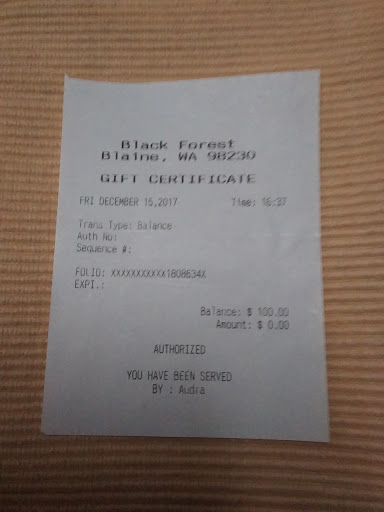 Black Forest
Blaine, WA 98230
GIFT CERTIFICATE
FRI DECEMBER 15,2017 Time: 16:37
Trans Type: Balance
Auth No:
Sequence #:
FOLIO: XXXXXXXXXXX1808634X
EXPI.:
Balance: $ 100.00
Amount: $ 0.00
AUTHORIZED
YOU HAVE BEEN SERVED
BY : Audra